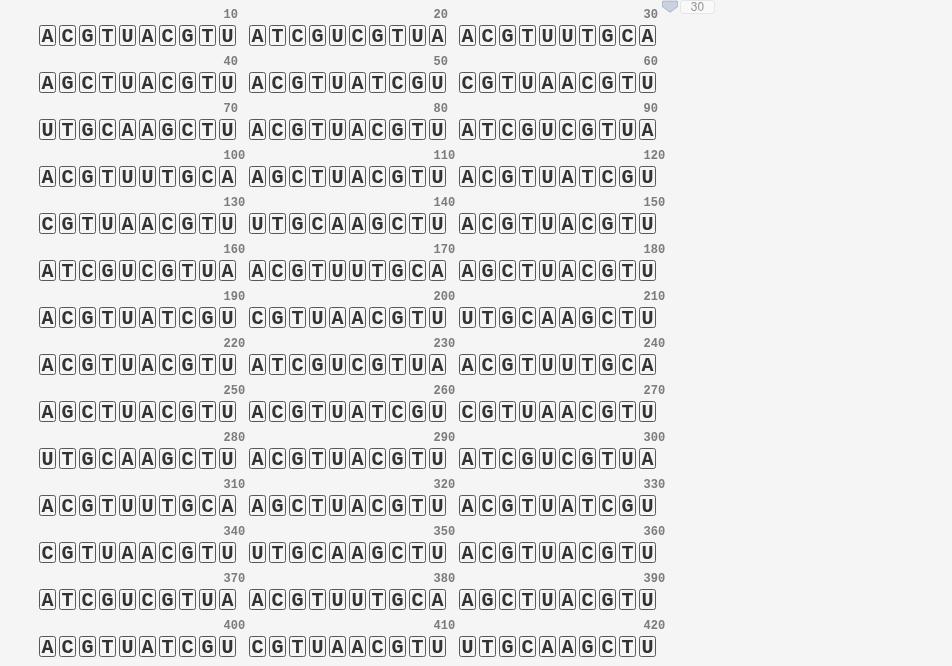 30
10 20 30
ACGTUACGTU ATCGUCGTUA ACGTUUTGCA
40 50 60
AGCTUACGTU ACGTUATCGU CGTUAACGTU
70 80 90
UTGCAAGCTU ACGTUACGTU ATCGUCGTUA
100 110 120
ACGTUUTGCA AGCTUACGTU ACGTUATCGU
130 140 150
CGTUAACGTU UTGCAAGCTU ACGTUACGTU
160 170 180
ATCGUCGTUA ACGTUUTGCA AGCTUACGTU
190 200 210
ACGTUATCGU CGTUAACGTU UTGCAAGCTU
220 230 240
ACGTUACGTU ATCGUCGTUA ACGTUUTGCA
250 260 270
AGCTUACGTU ACGTUATCGU CGTUAACGTU
280 290 300
UTGCAAGCTU ACGTUACGTU ATCGUCGTUA
310 320 330
ACGTUUTGCA AGCTUACGTU ACGTUATCGU
340 350 360
CGTUAACGTU UTGCAAGCTU ACGTUACGTU
370 380 390
ATCGUCGTUA ACGTUUTGCA AGCTUACGTU
400 410 420
ACGTUATCGU CGTUAACGTU UTGCAAGCTU